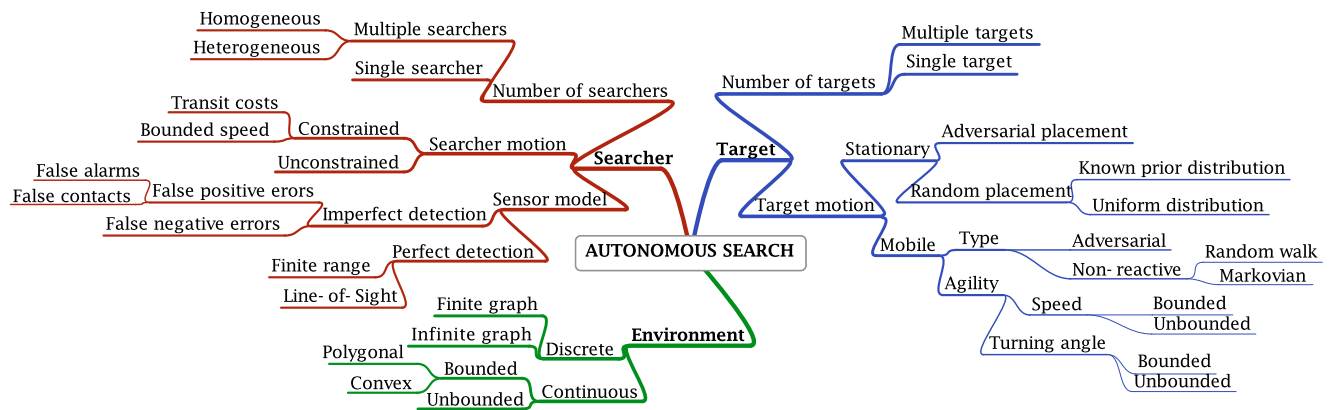 AUTONOMOUS SEARCH
Searcher
Number of searchers
Multiple searchers
Homogeneous
Heterogeneous
Single searcher
Searcher motion
Constrained
Transit costs
Bounded speed
Unconstrained
Sensor model
Imperfect detection
False positive erors
False alarms
False contacts
False negative errors
Perfect detection
Finite range
Line- of- Sight
Target
Number of targets
Multiple targets
Single target
Target motion
Stationary
Adversarial placement
Random placement
Known prior distribution
Uniform distribution
Mobile
Type
Adversarial
Non- reactive
Random walk
Markovian
Agility
Speed
Bounded
Unbounded
Turning angle
Bounded
Unbounded
Environment
Discrete
Finite graph
Infinite graph
Continuous
Bounded
Polygonal
Convex
Unbounded